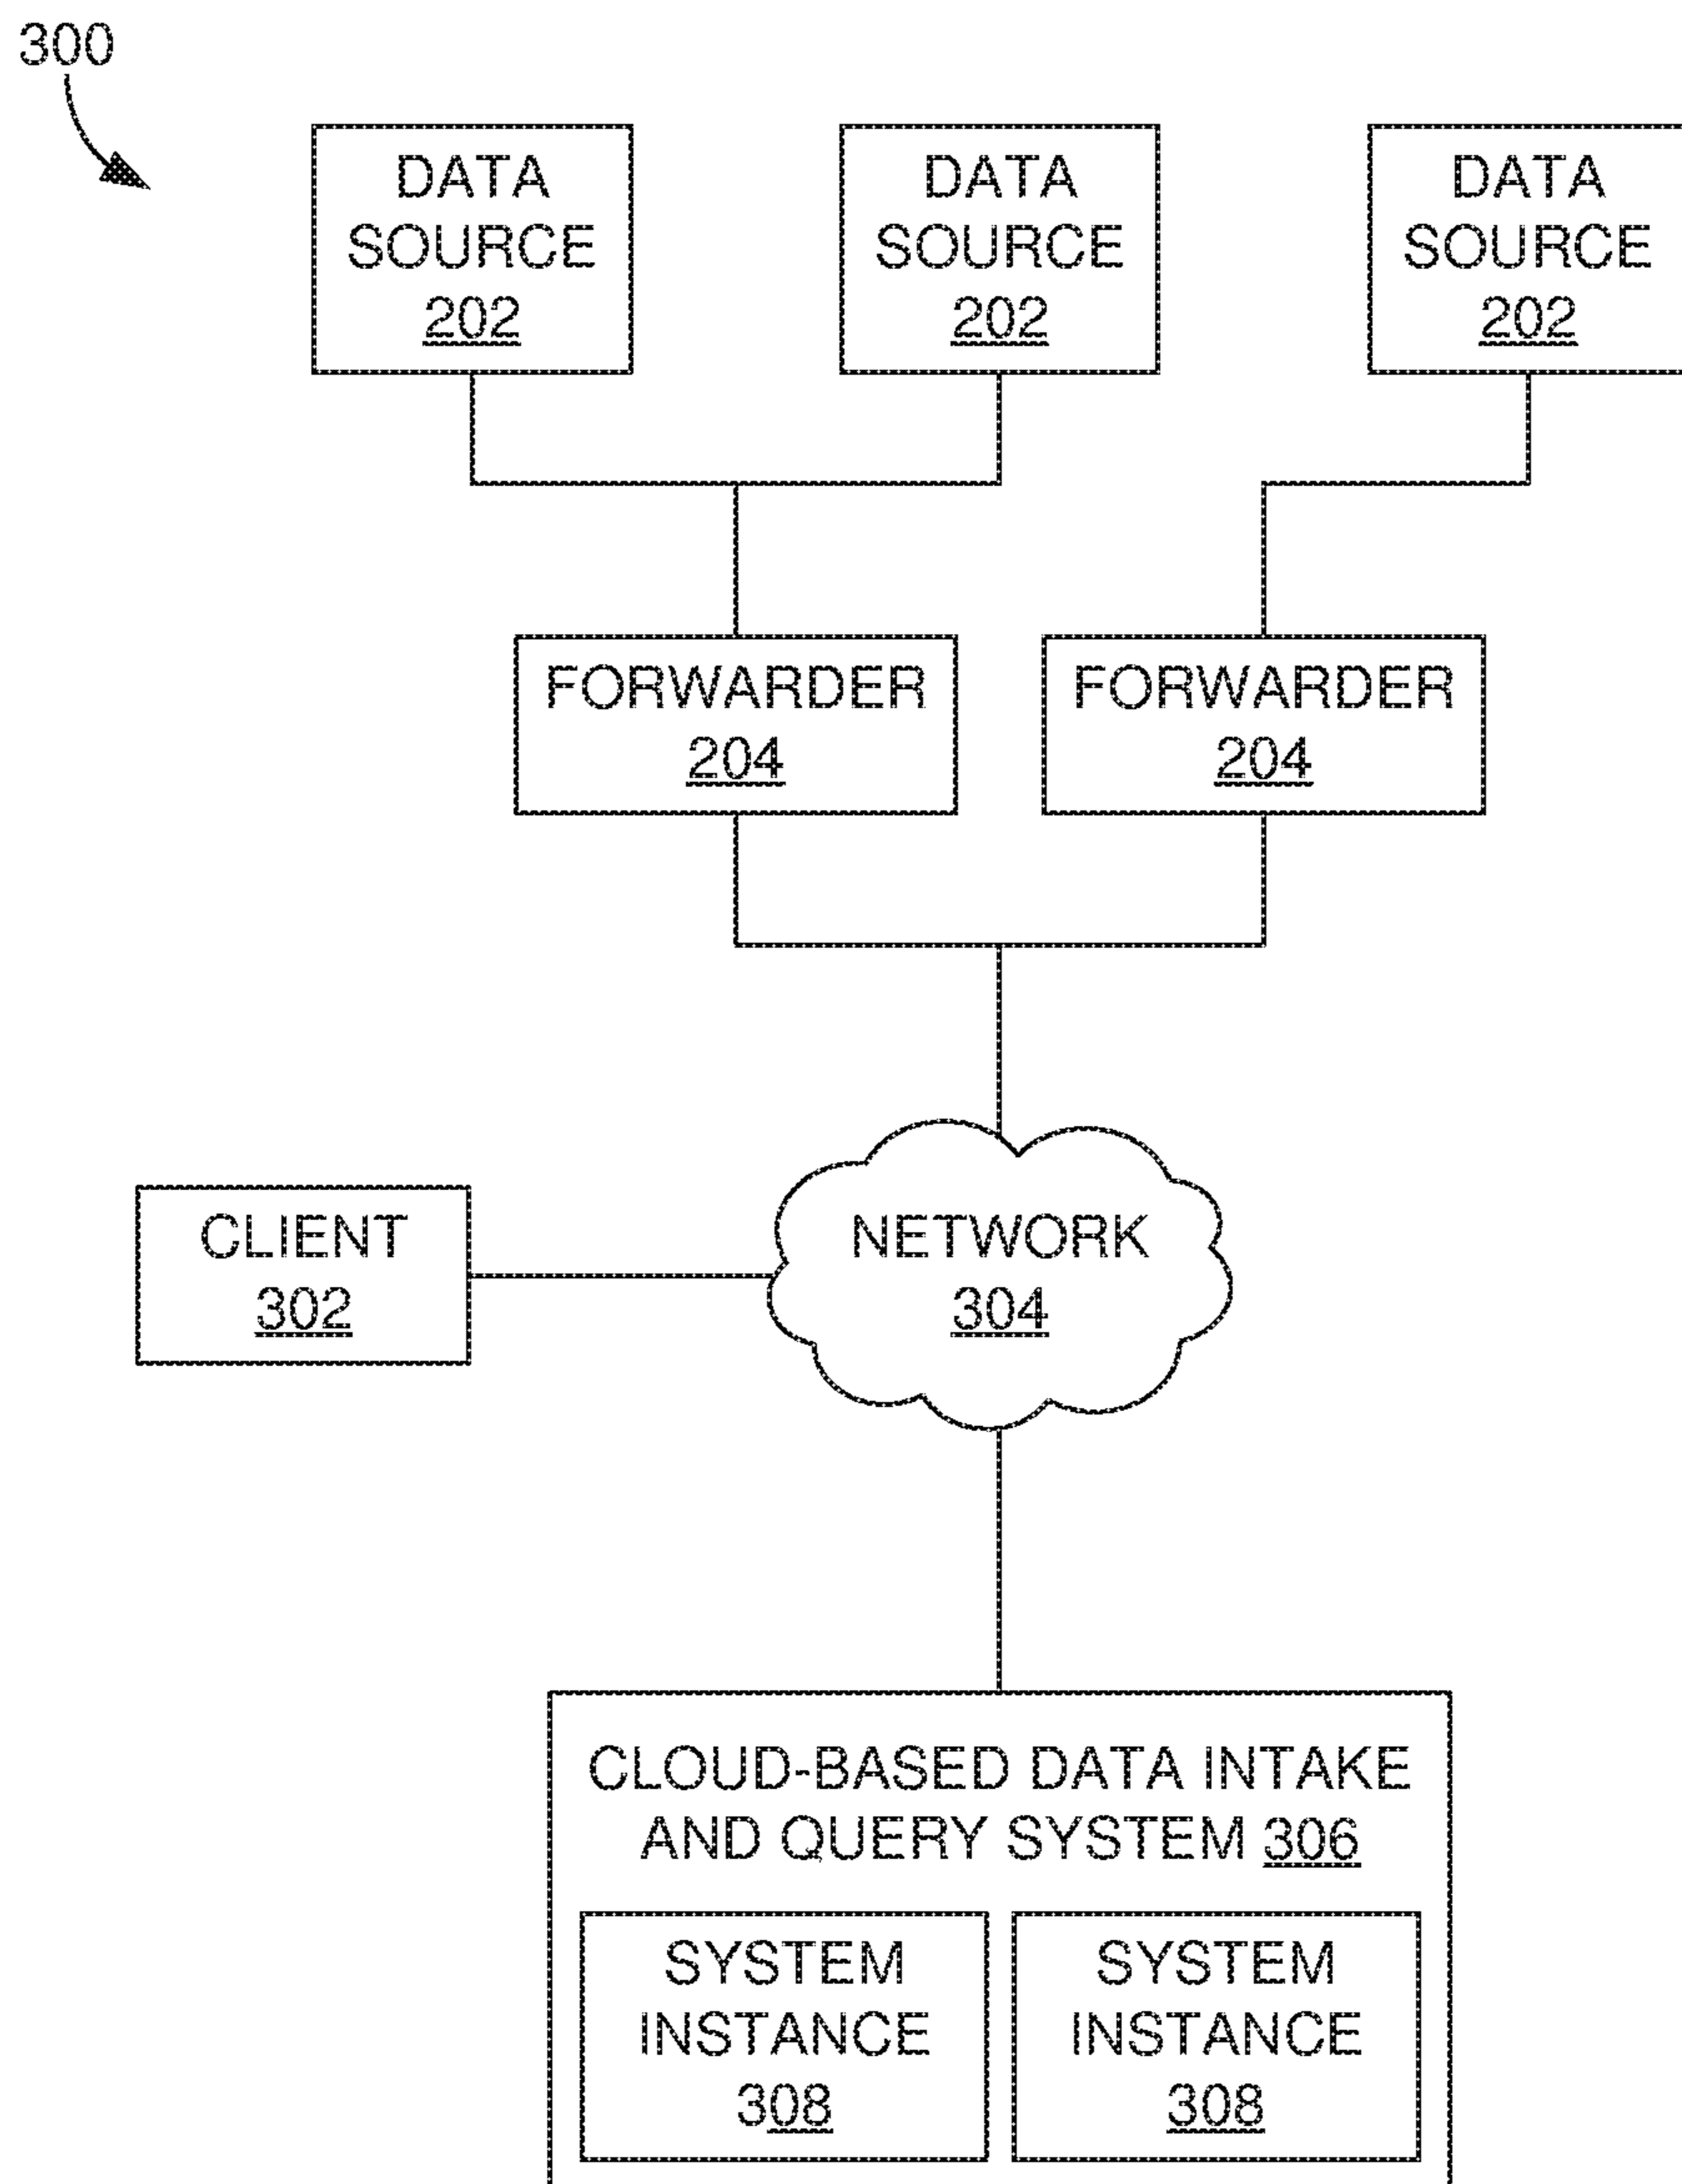 300
DATA
SOURCE
202
DATA
SOURCE
202
DATA
SOURCE
202
FORWARDER
204
FORWARDER
204
CLIENT
302
NETWORK
304
CLOUD-BASED DATA INTAKE
AND QUERY SYSTEM 306
SYSTEM
INSTANCE
308
SYSTEM
INSTANCE
308